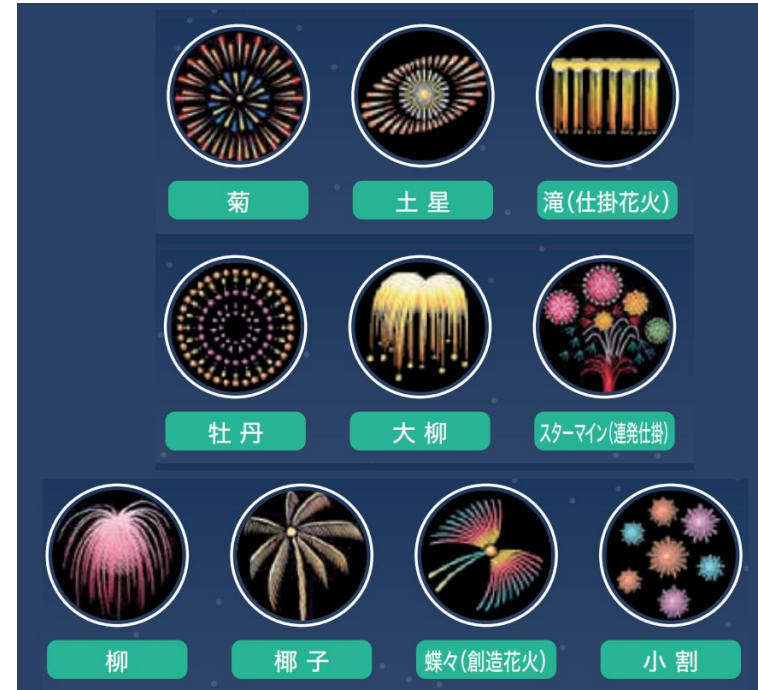 菊
土星
滝(仕掛花火)
牡丹
大柳
スターマイン(連発仕掛)
柳
椰子
蝶々(創造花火)
小割